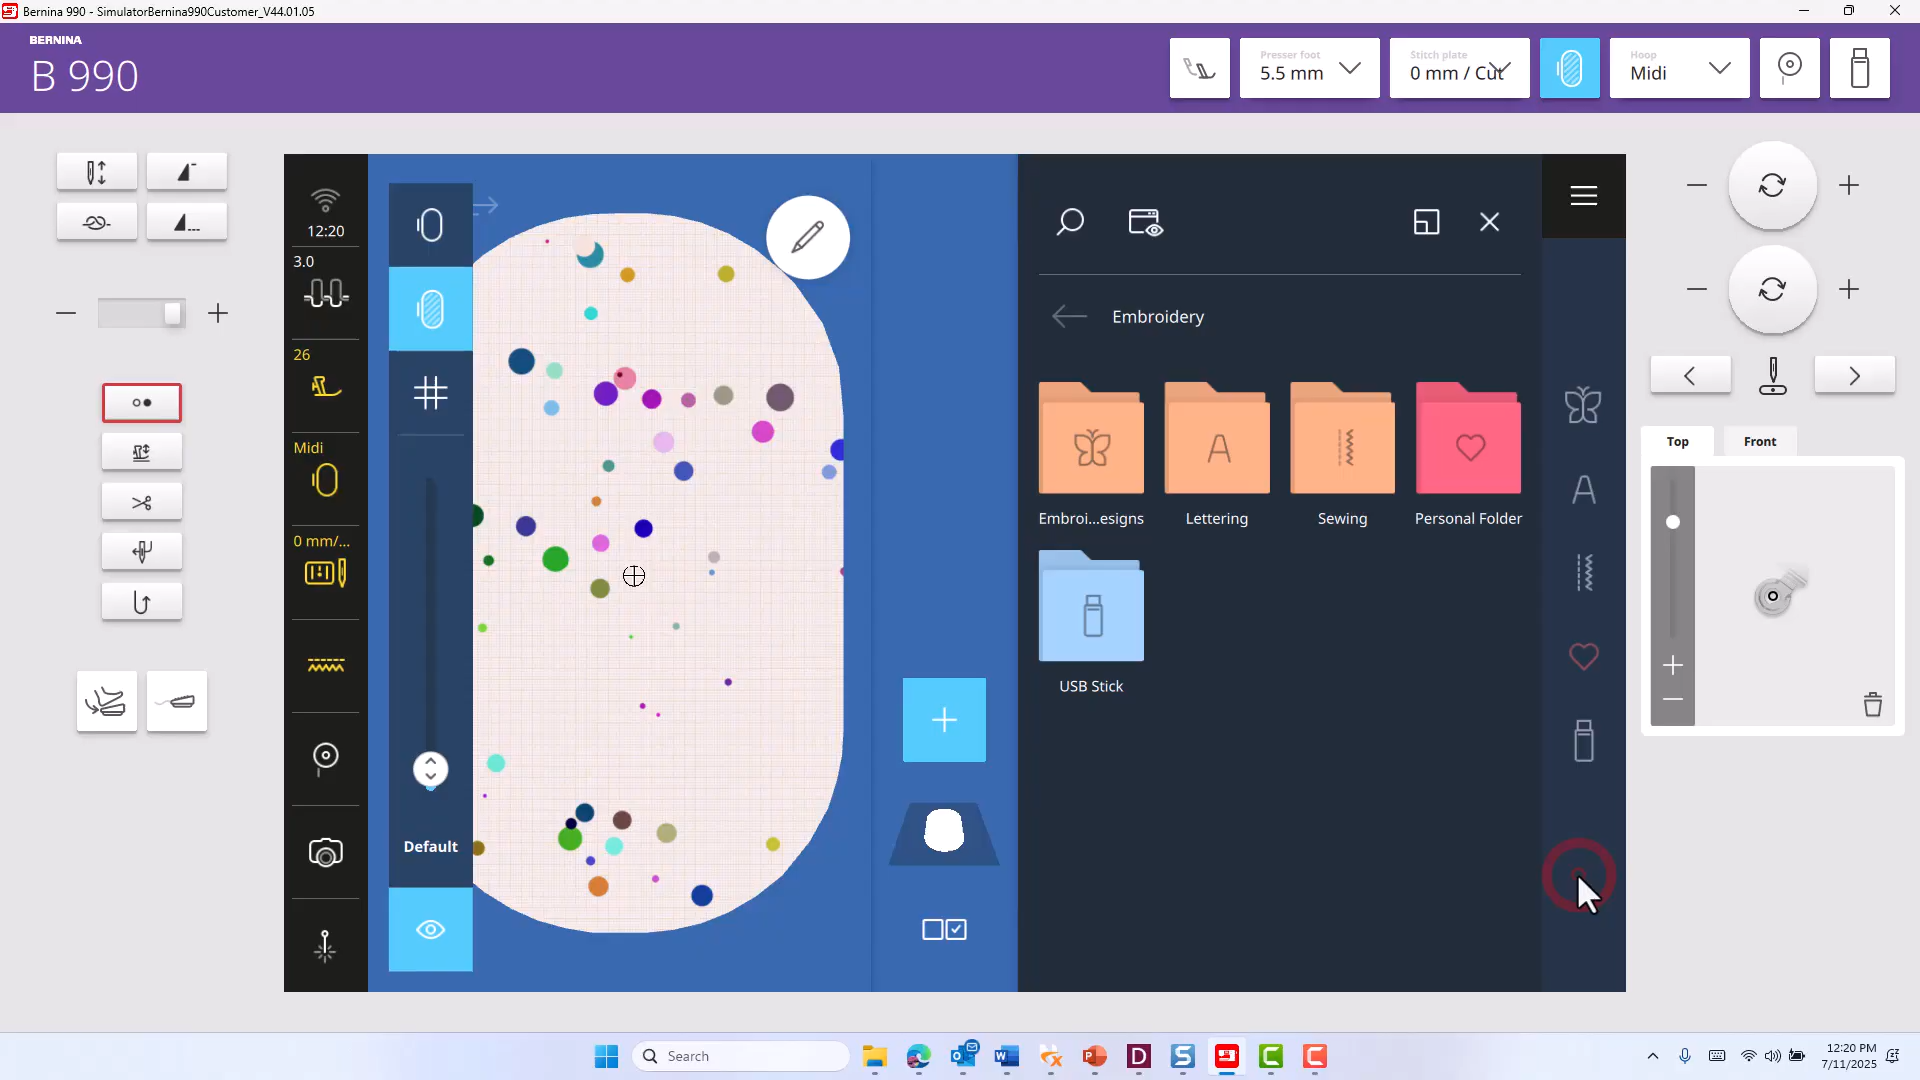 Bernina 990 - SimulatorBernina990Customer_V44.01.05
BERNINA
B 990
Presser foot
5.5 mm
Stitch plate
0 mm / Cut
Hoop
Midi
12:20
3.0
26
Midi
0 mm/...
Default
Embroidery
Embroi...esigns
Lettering
Sewing
Personal Folder
USB Stick
Top
Front
Search
12:20 PM
7/11/2025